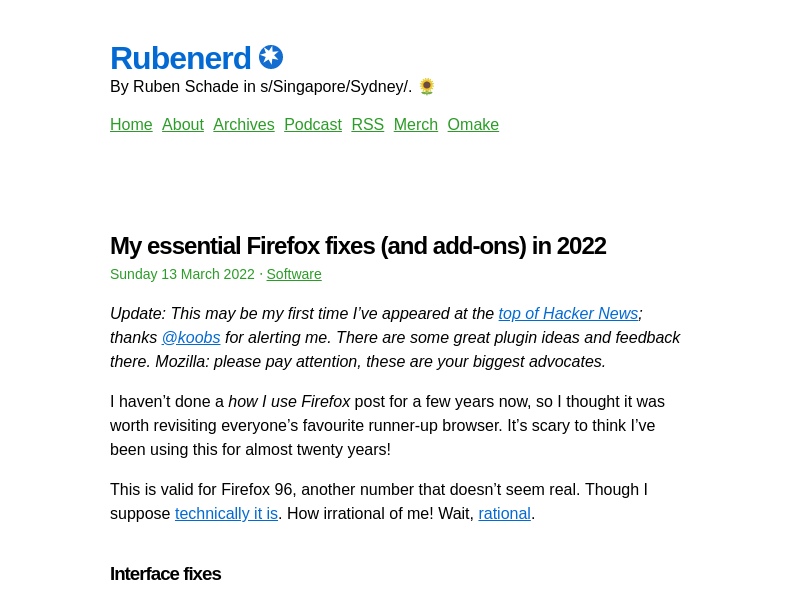 Rubenerd
By Ruben Schade in s/Singapore/Sydney/. 🌻
Home About Archives Podcast RSS Merch Omake
My essential Firefox fixes (and add-ons) in 2022
Sunday 13 March 2022 · Software
Update: This may be my first time I’ve appeared at the top of Hacker News;
thanks @koobs for alerting me. There are some great plugin ideas and feedback
there. Mozilla: please pay attention, these are your biggest advocates.
I haven’t done a how I use Firefox post for a few years now, so I thought it was
worth revisiting everyone’s favourite runner-up browser. It’s scary to think I’ve
been using this for almost twenty years!
This is valid for Firefox 96, another number that doesn’t seem real. Though I
suppose technically it is. How irrational of me! Wait, rational.
Interface fixes